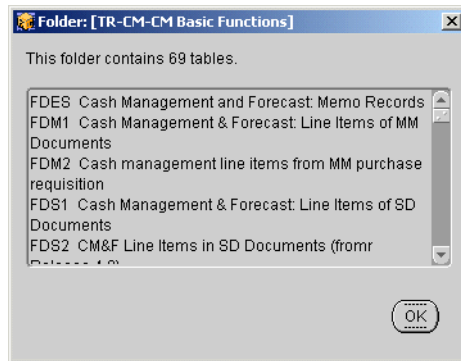 Folder: [TR-CM-CM Basic Functions]
This folder contains 69 tables.
FDES Cash Management and Forecast: Memo Records
FDM1 Cash Management & Forecast: Line Items of MM
Documents
FDM2 Cash management line items from MM purchase
requisition
FDS1 Cash Management & Forecast: Line Items of SD
Documents
FDS2 CM&F Line Items in SD Documents (fromr
OK